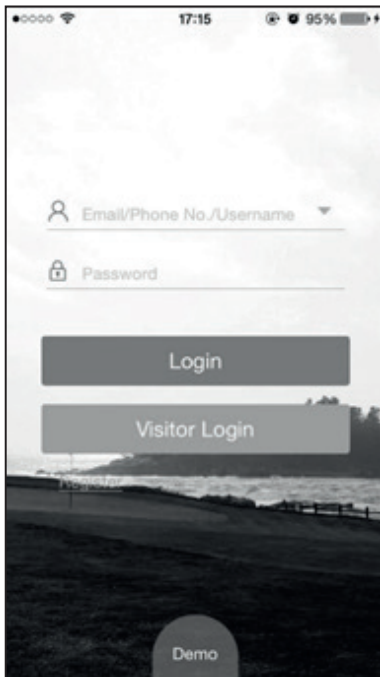 17:15 95%
Email/Phone No./Username
Password
Login
Visitor Login
Register
Demo